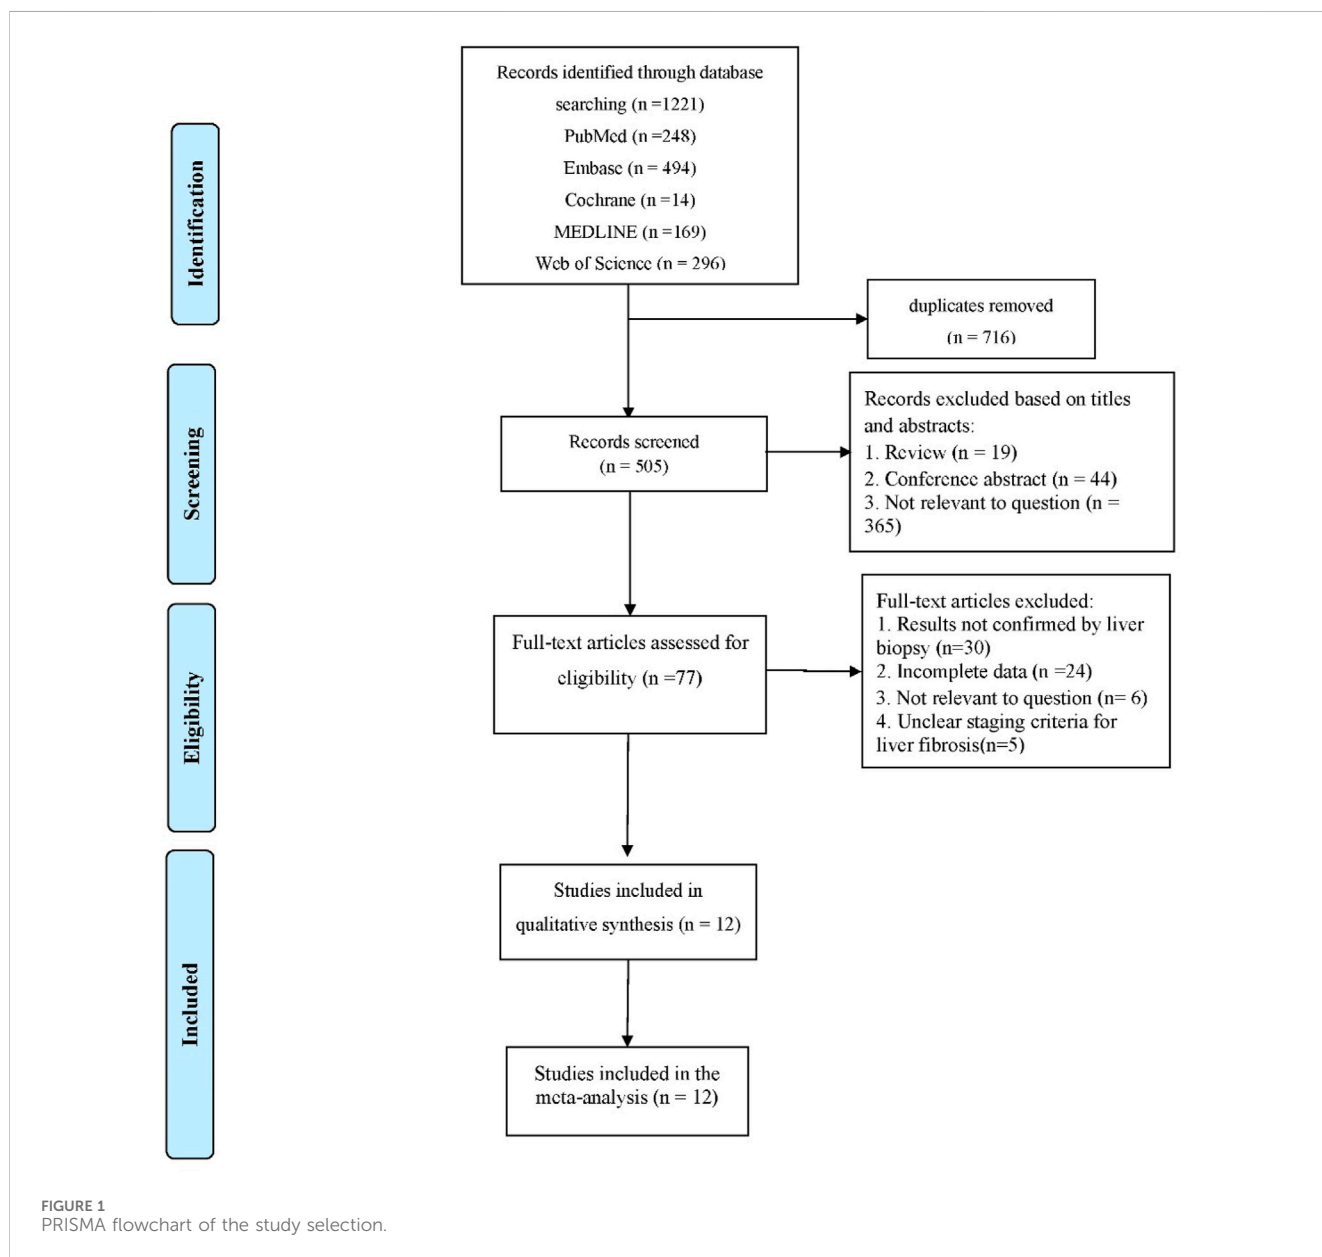 Identification
Records identified through database
searching (n =1221)
PubMed (n =248)
Embase (n = 494)
Cochrane (n =14)
MEDLINE (n =169)
Web of Science (n = 296)
duplicates removed
(n = 716)
Screening
Records screened
(n = 505)
Records excluded based on titles
and abstracts:
1. Review (n = 19)
2. Conference abstract (n = 44)
3. Not relevant to question (n =
365)
Eligibility
Full-text articles assessed for
eligibility (n =77)
Full-text articles excluded:
1. Results not confirmed by liver
biopsy (n=30)
2. Incomplete data (n =24)
3. Not relevant to question (n= 6)
4. Unclear staging criteria for
liver fibrosis(n=5)
Included
Studies included in
qualitative synthesis (n = 12)
Studies included in the
meta-analysis (n = 12)
FIGURE 1
PRISMA flowchart of the study selection.